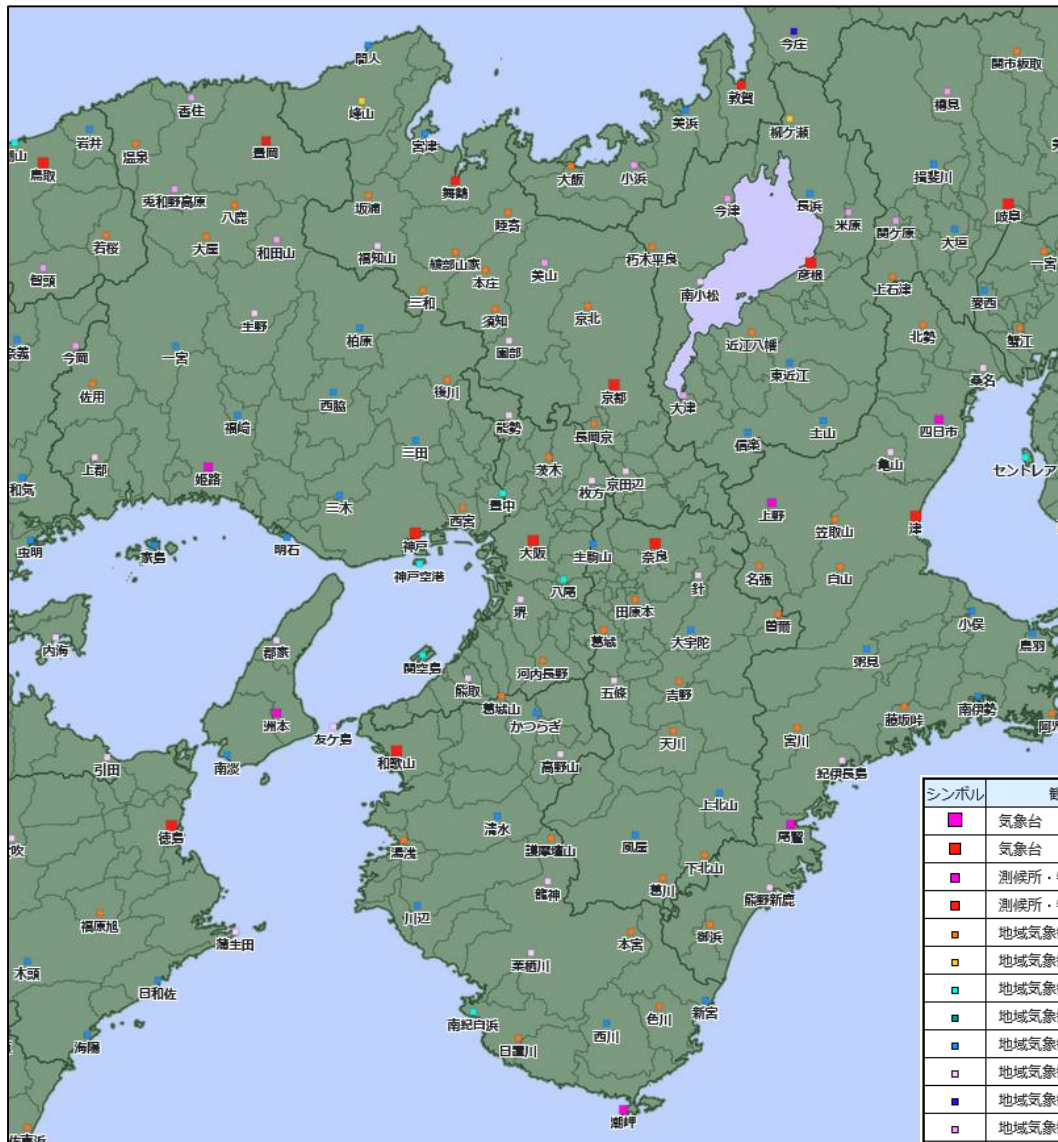 今庄
関市板取
間人
敦賀
香住
峰山
美浜
樽見
柳ケ瀬
岩井
温泉
豊岡
宮津
鳥取
舞鶴
大飯
小浜
揖斐川
兎和野高原
今津
長浜
岐阜
八鹿
坂浦
睦寄
米原
関ケ原
大垣
若桜
大屋
和田山
福知山
綾部山家
朽木平良
一宮
智頭
本庄
美山
彦根
上石津
愛西
三和
南小松
生野
須知
京北
北勢
蟹江
今岡
一宮
柏原
園部
近江八幡
東近江
桑名
佐用
西脇
後川
京都
大津
福崎
能勢
長岡京
信楽
土山
四日市
上郡
姫路
三田
茨木
亀山
セントレア
和気
三木
豊中
枚方
京田辺
上野
笠取山
津
虫明
家島
明石
神戸
西宮
大阪
生駒山
奈良
神戸空港
八尾
針
名張
白山
堺
田原本
曽爾
小俣
内海
郡家
葛城
大宇陀
粥見
鳥羽
関空島
河内長野
熊取
五條
吉野
洲本
葛城山
かつらぎ
藤坂峠
南伊勢
友ケ島
天川
宮川
引田
南淡
和歌山
高野山
紀伊長島
上北山
シンボル
気象台
徳島
清水
尾鷲
湯浅
護摩壇山
風屋
気象台
下北山
龍神
葛川
熊野新鹿
測候所・
川辺
測候所・
福原旭
蒲生田
本宮
御浜
地域気象
木頭
栗栖川
地域気象
日和佐
新宮
地域気象
南紀白浜
色川
海陽
日置川
西川
地域気象
地域気象
地域気象
潮岬
地域気象
地域気象